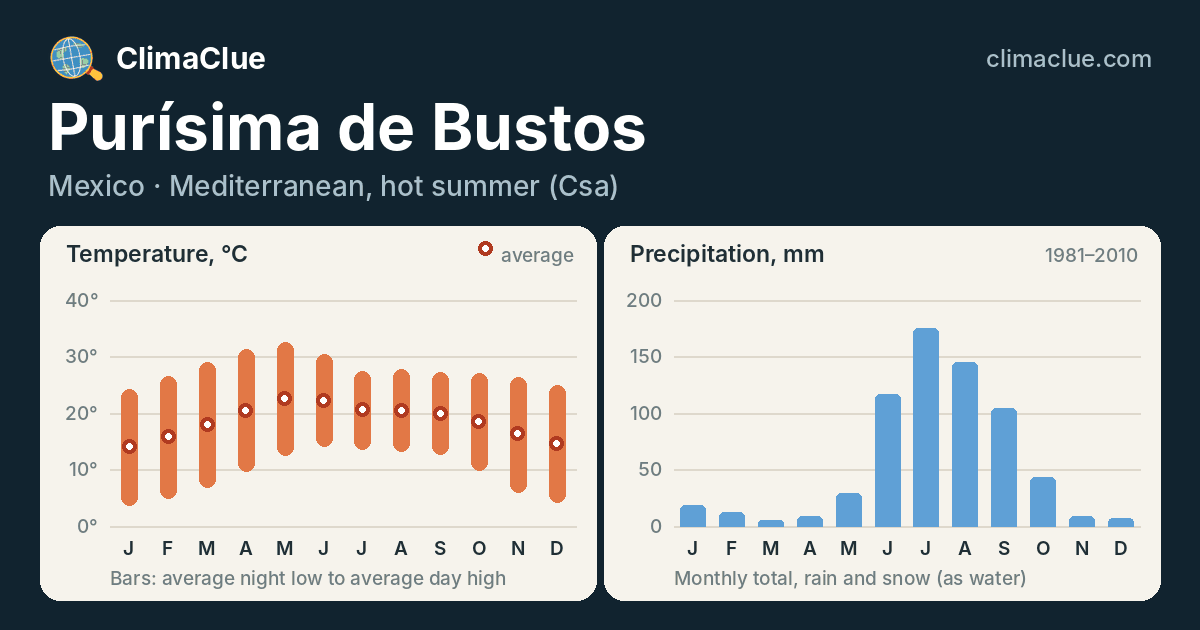 ClimaClue
climaclue.com
Purísima de Bustos
Mexico · Mediterranean, hot summer (Csa)
Temperature, °C
average
40°
30°
20°
10°
0°
J F M A M J J A S O N D
Bars: average night low to average day high
Precipitation, mm
1981–2010
200
150
100
50
0
J F M A M J J A S O N D
Monthly total, rain and snow (as water)